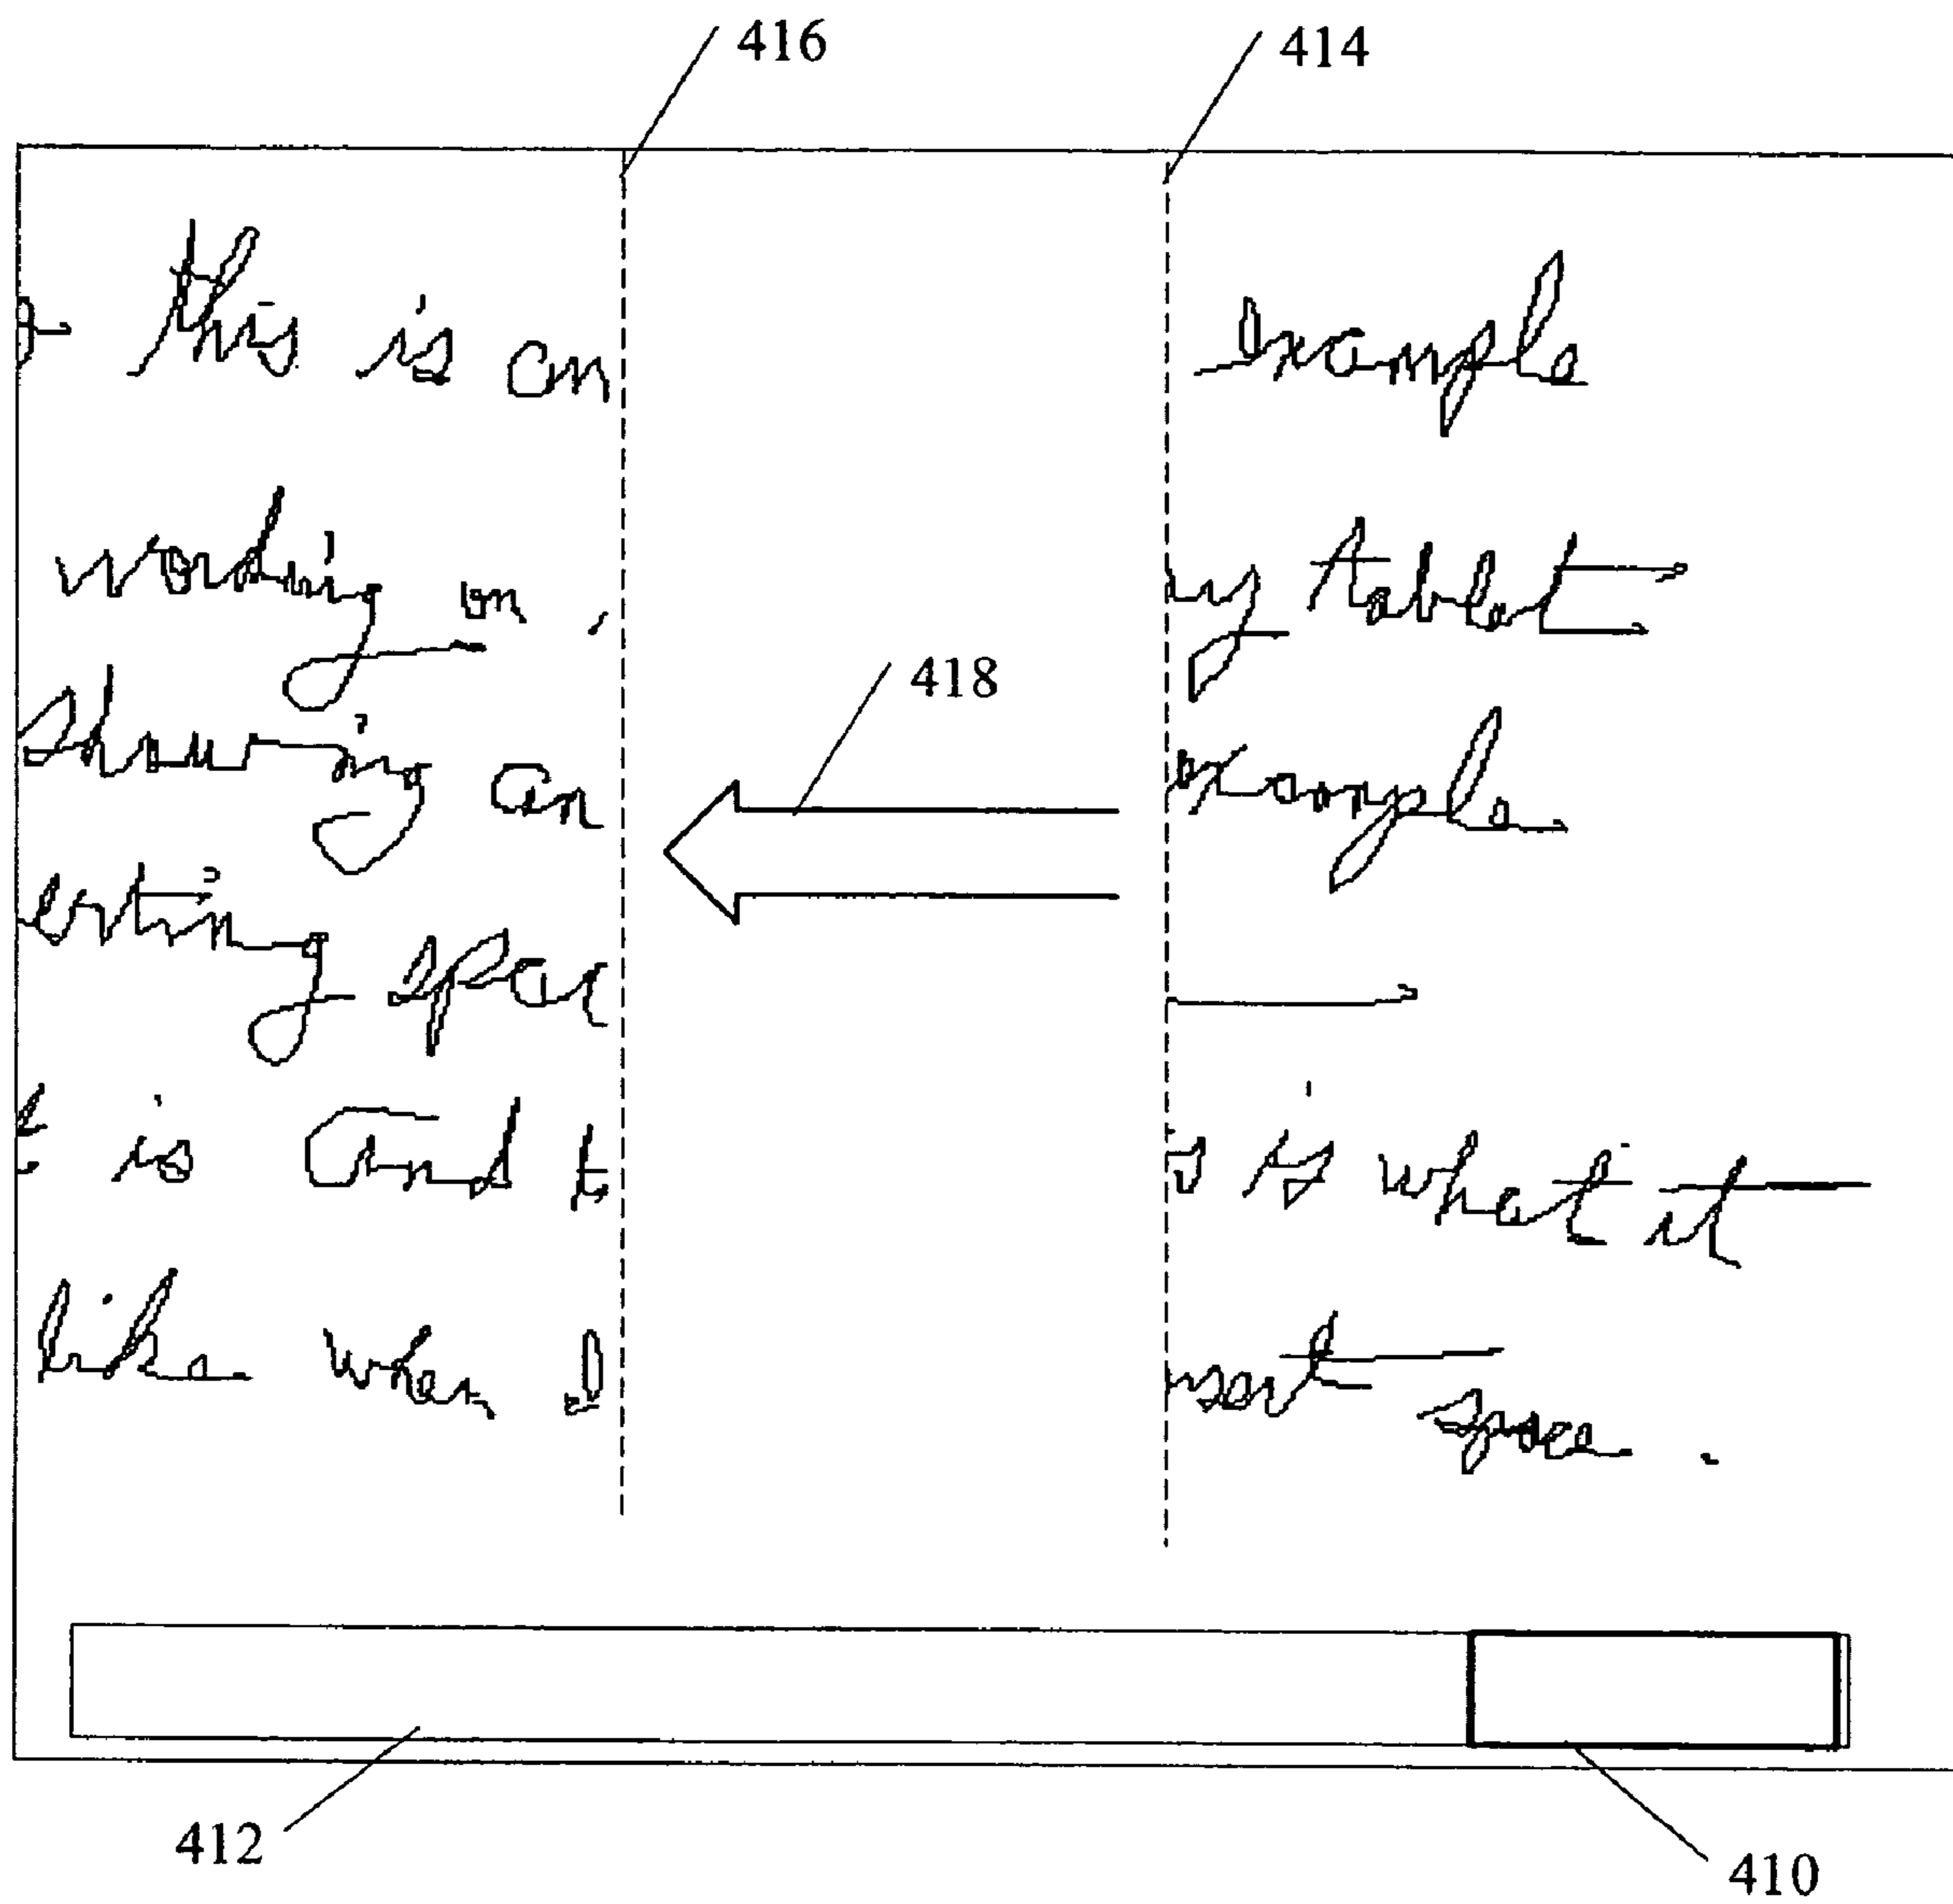 416 414
this is an example
working on my tablet
showing an example
418
erting spac
is And t s is what it
like when I nsert space .
412
410